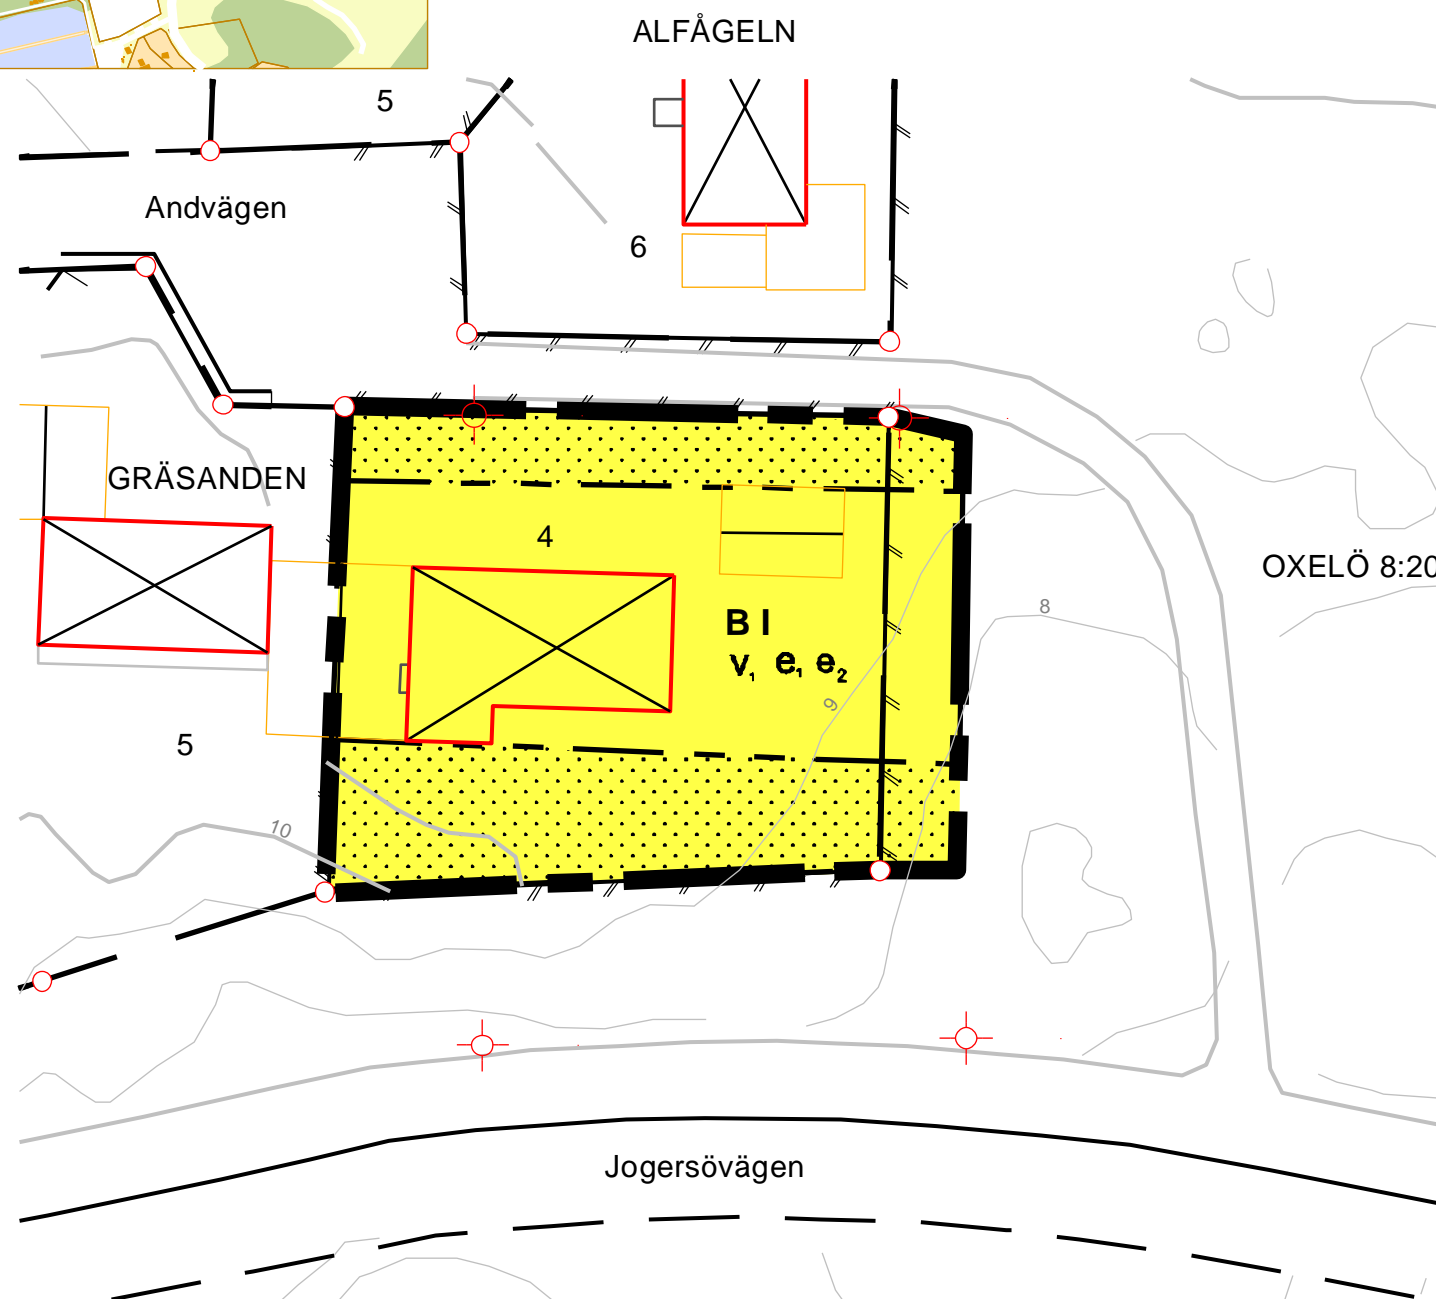 ALFÅGELN
5
Andvägen
6
GRÄSANDEN
4
OXELÖ 8:20
8
B I
v₁ e₁ e₂
9
5
10
Jogersövägen